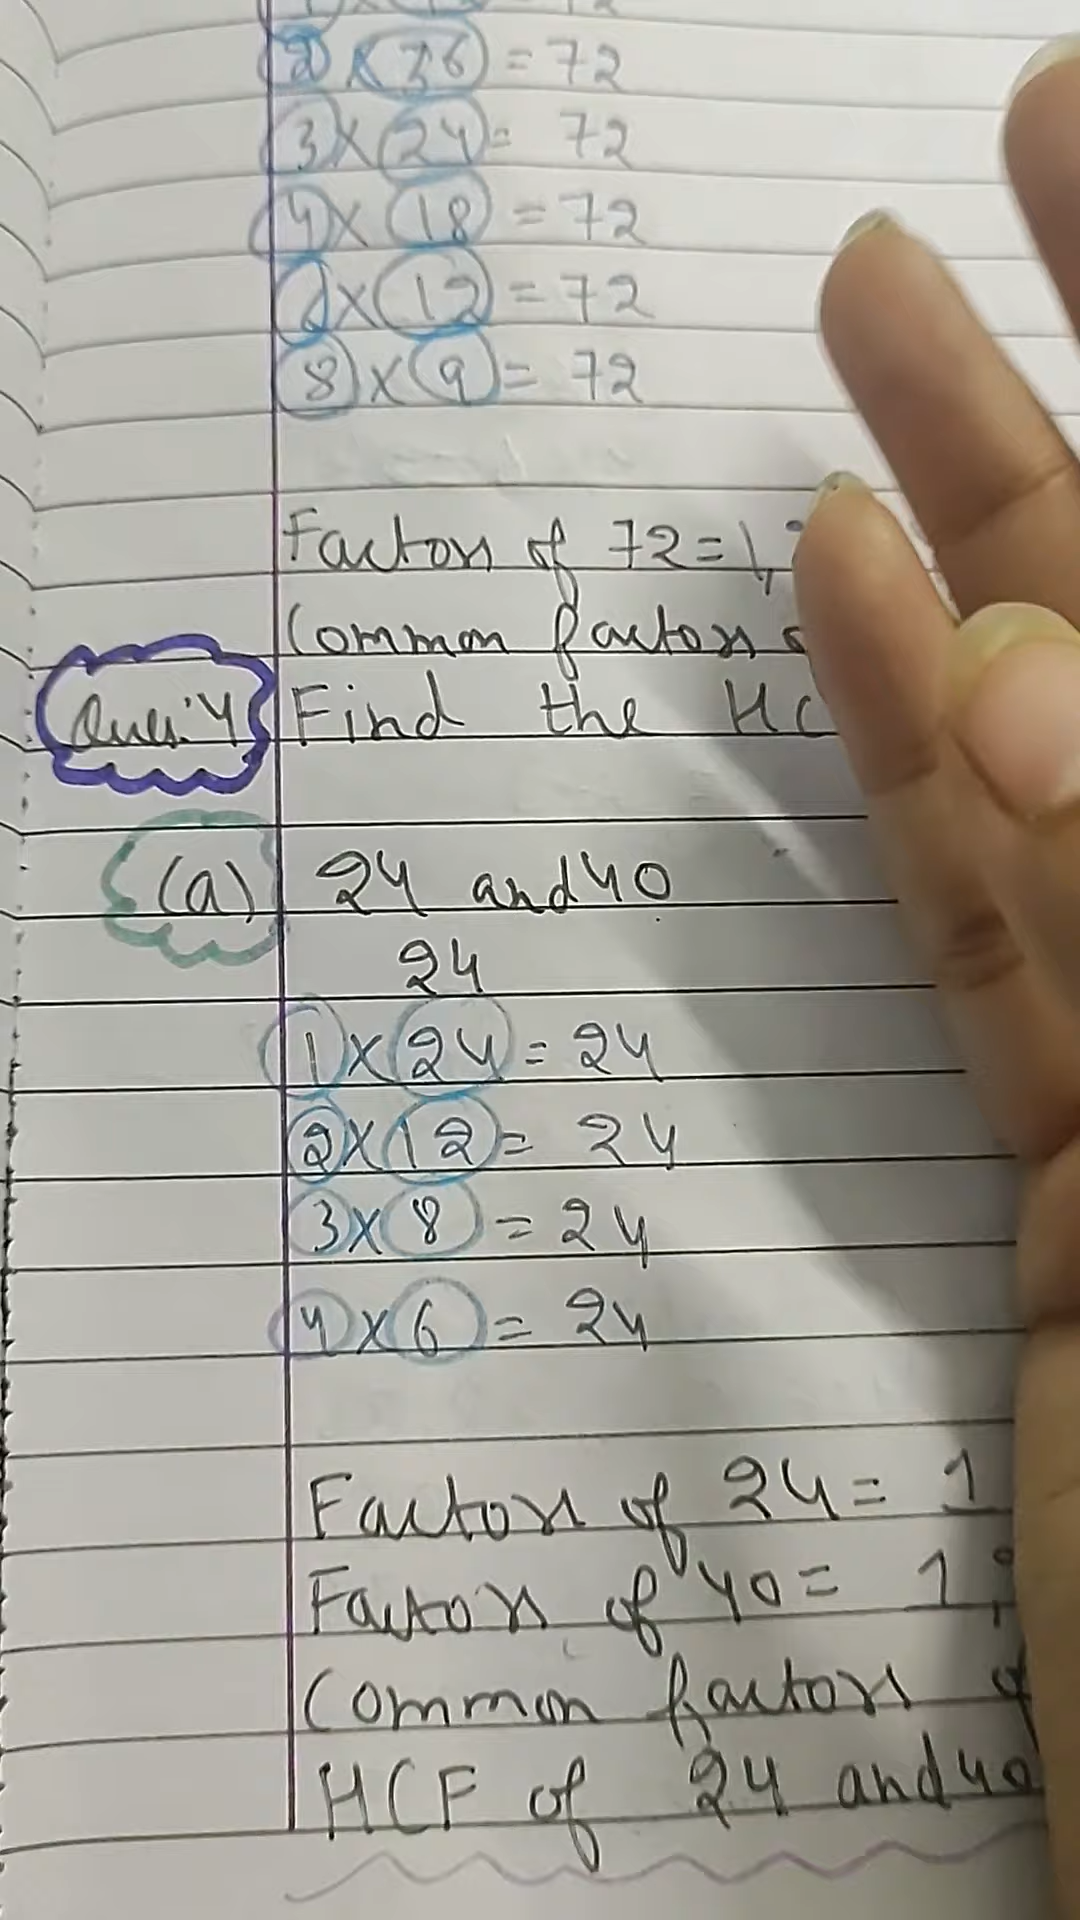 2 × 36 = 72
3 × 24 = 72
4 × 18 = 72
× 12 = 72
8 × 9 = 72
Factors of 72 = 1,
Common factors
Ques. 4 Find the HC
(a) 24 and 40
24
1 × 24 = 24
2 × 12 = 24
3 × 8 = 24
4 × 6 = 24
Factors of 24 = 1
Factors of 40 = 1,
Common factors
HCF of 24 and 40